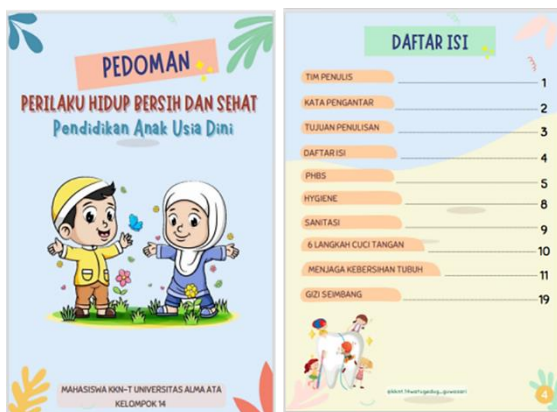 PEDOMAN
PERILAKU HIDUP BERSIH DAN SEHAT
Pendidikan Anak Usia Dini
MAHASISWA KKN-T UNIVERSITAS ALMA ATA
KELOMPOK 14
DAFTAR ISI
TIM PENULIS 1
KATA PENGANTAR 2
TUJUAN PENULISAN 3
DAFTAR ISI 4
PHBS 5
HYGIENE 8
SANITASI 9
6 LANGKAH CUCI TANGAN 10
MENJAGA KEBERSIHAN TUBUH 11
GIZI SEIMBANG 19
4